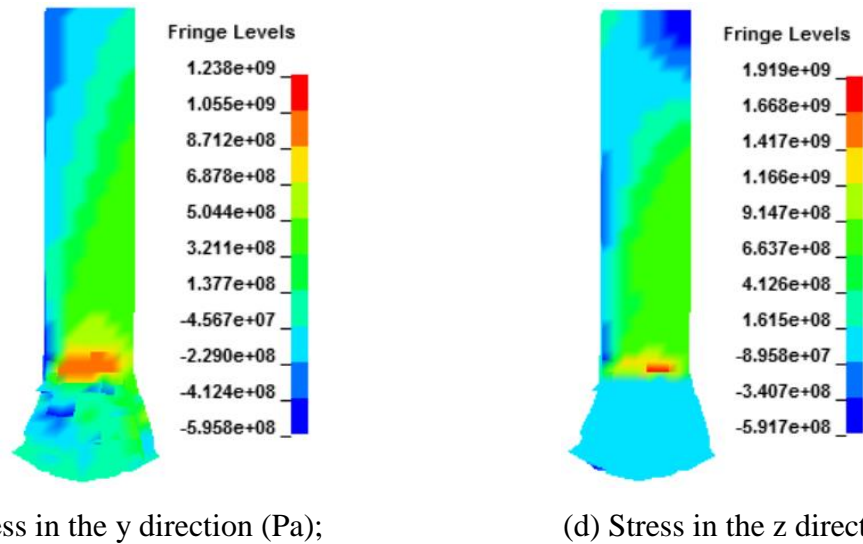 Fringe Levels
1.238e+09
1.055e+09
8.712e+08
6.878e+08
5.044e+08
3.211e+08
1.377e+08
-4.567e+07
-2.290e+08
-4.124e+08
-5.958e+08
Fringe Levels
1.919e+09
1.668e+09
1.417e+09
1.166e+09
9.147e+08
6.637e+08
4.126e+08
1.615e+08
-8.958e+07
-3.407e+08
-5.917e+08
ess in the y direction (Pa);
(d) Stress in the z direct